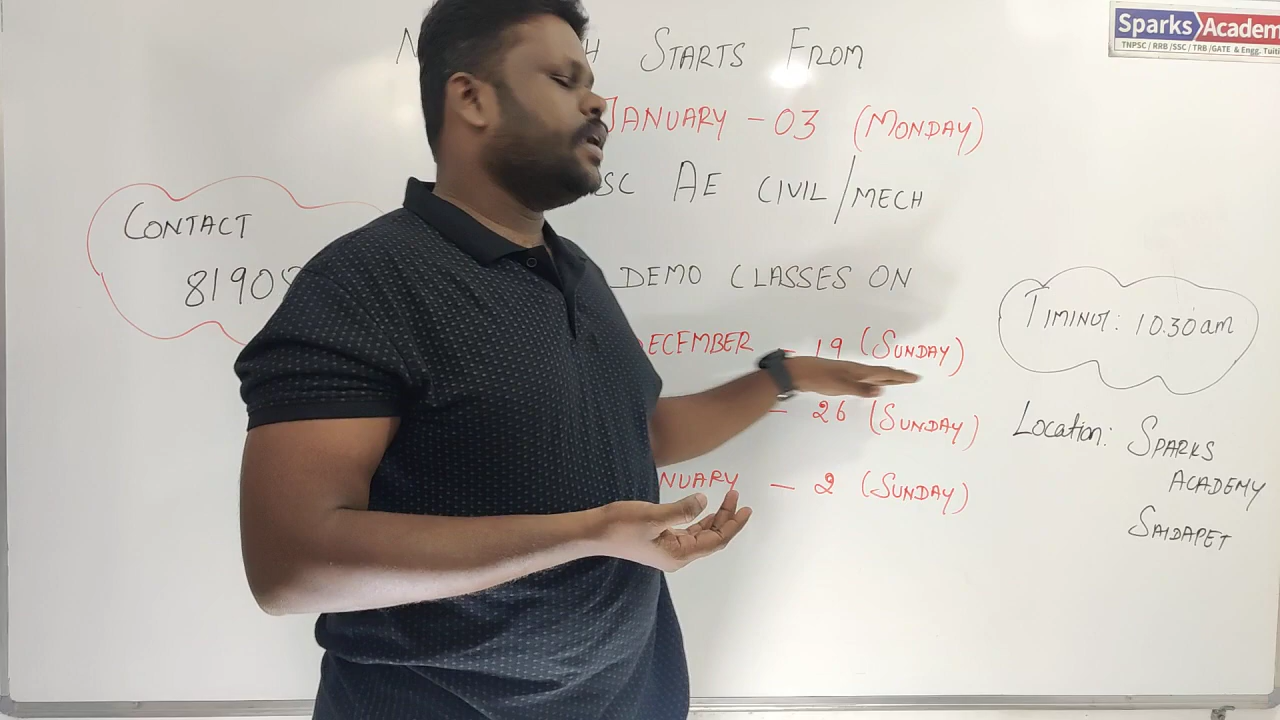 Sparks Academ
TNPSC / RRB / SSC / TRB / GATE & Engg. Tuiti
STARTS FROM
JANUARY - 03 (MONDAY)
SC AE CIVIL/MECH
CONTACT
8190
DEMO CLASSES ON
TIMING: 10.30am
DECEMBER - 19 (SUNDAY)
- 26 (SUNDAY)
NUARY - 2 (SUNDAY)
Location: SPARKS
ACADEMY
SAIDAPET